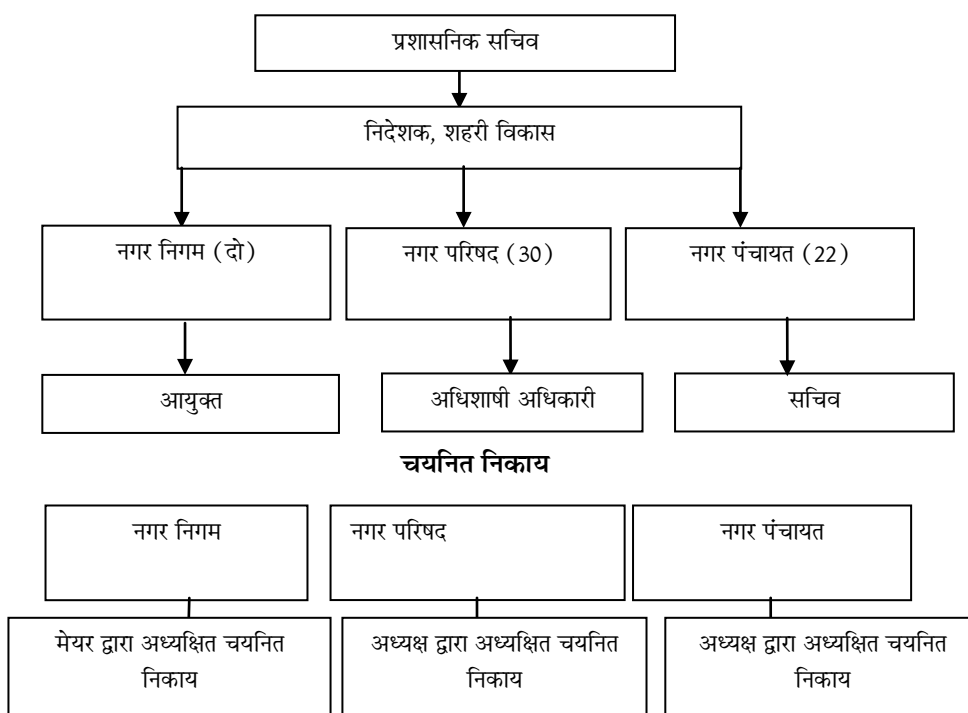 प्रशासनिक सचिव
निदेशक, शहरी विकास
नगर निगम (दो)
नगर परिषद (30)
नगर पंचायत (22)
आयुक्त
अधिशाषी अधिकारी
सचिव
चयनित निकाय
नगर निगम
नगर परिषद
नगर पंचायत
मेयर द्वारा अध्यक्षित चयनित
निकाय
अध्यक्ष द्वारा अध्यक्षित चयनित
निकाय
अध्यक्ष द्वारा अध्यक्षित चयनित
निकाय